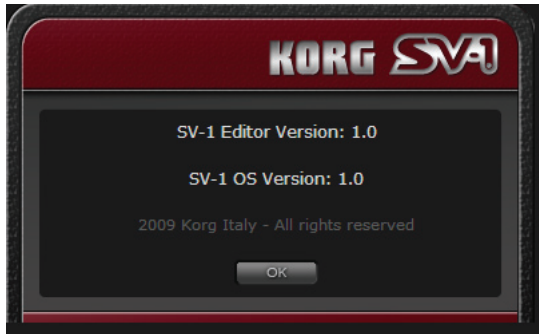 KORG SV-1
SV-1 Editor Version: 1.0
SV-1 OS Version: 1.0
2009 Korg Italy - All rights reserved
OK